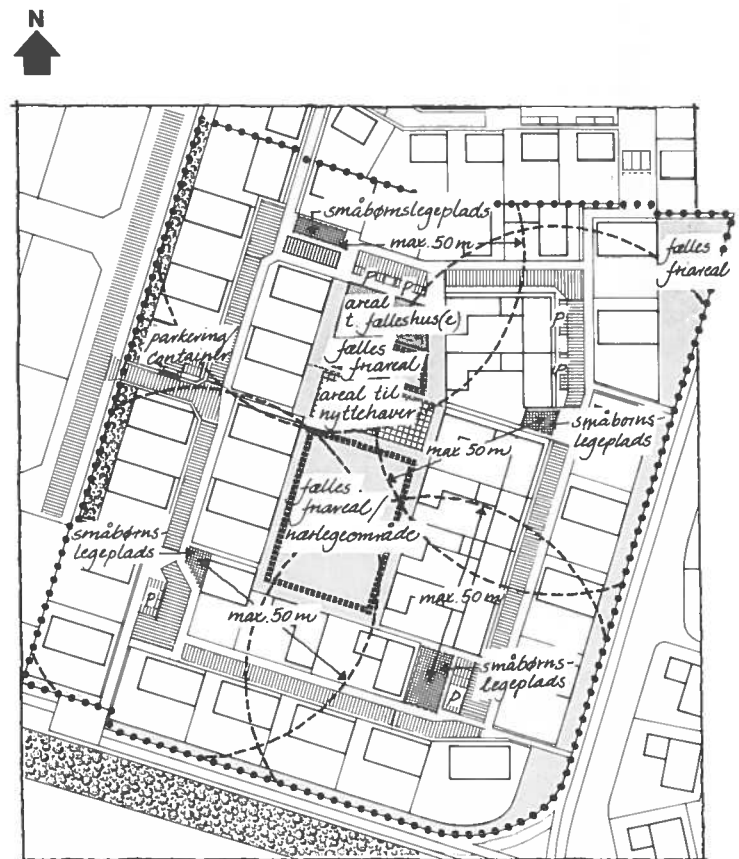 N
småbørnslegeplads
max. 50 m
fælles
friareal
P
P
areal
t. fælleshus(e)
P
P
parkering
container
fælles
friareal
areal til
nyttehaver
småbørns
legeplads
max 50 m
fælles
friareal/
nærlegeområde
småbørns-
legeplads
P
max. 50 m
max. 50 m
småbørns-
legeplads
P